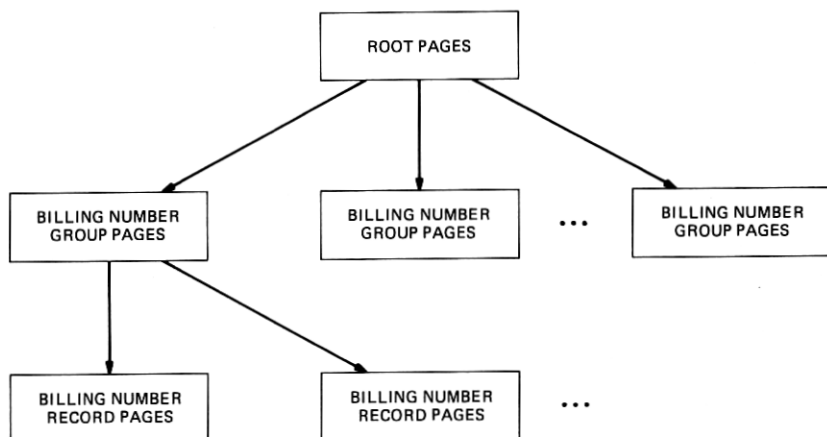 ROOT PAGES
BILLING NUMBER
GROUP PAGES
BILLING NUMBER
GROUP PAGES
...
BILLING NUMBER
GROUP PAGES
BILLING NUMBER
RECORD PAGES
BILLING NUMBER
RECORD PAGES
...